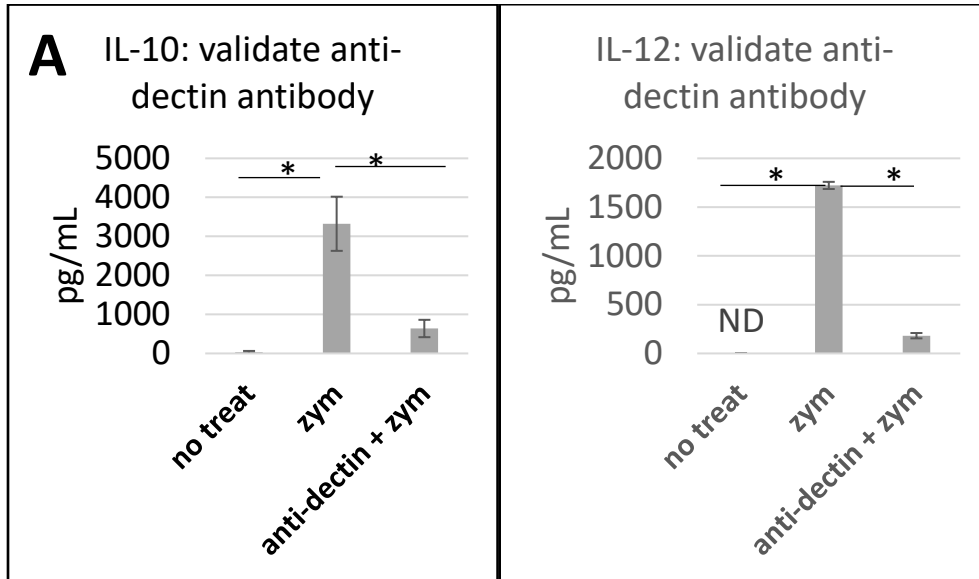 A
IL-10: validate anti-
dectin antibody
5000
4000
3000
2000
1000
0
pg/mL
*
*
no treat
zym
anti-dectin + zym
IL-12: validate anti-
dectin antibody
2000
1500
1000
500
0
pg/mL
*
*
ND
no treat
zym
anti-dectin + zym